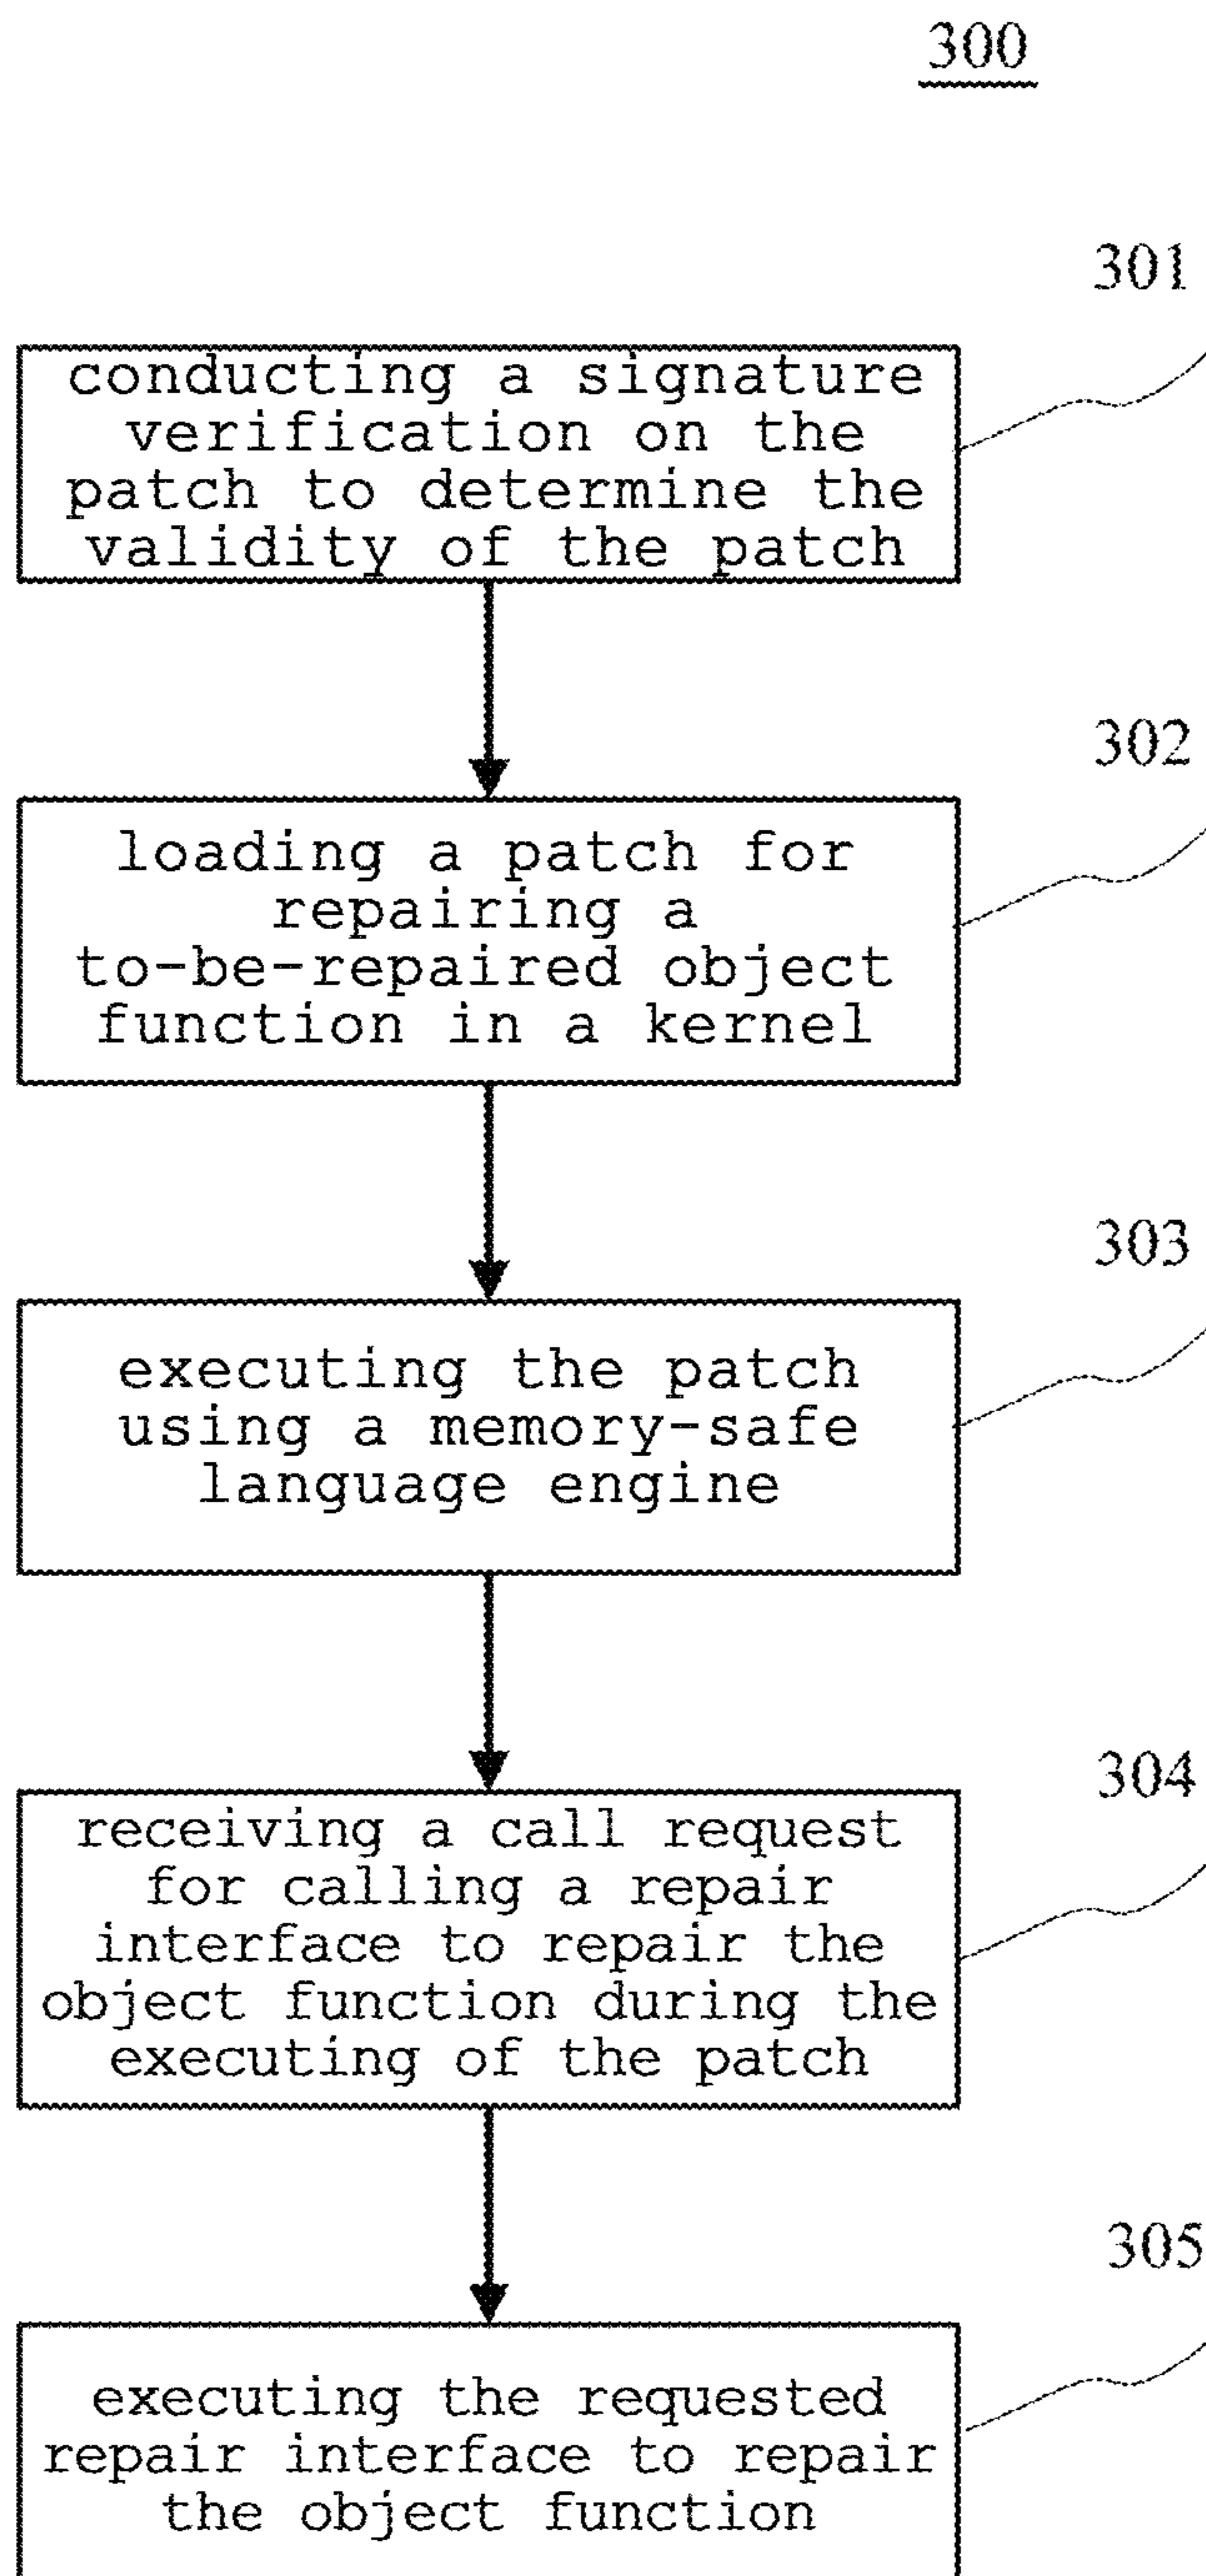 300
301
conducting a signature
verification on the
patch to determine the
validity of the patch
302
loading a patch for
repairing a
to-be-repaired object
function in a kernel
303
executing the patch
using a memory-safe
language engine
304
receiving a call request
for calling a repair
interface to repair the
object function during the
executing of the patch
305
executing the requested
repair interface to repair
the object function